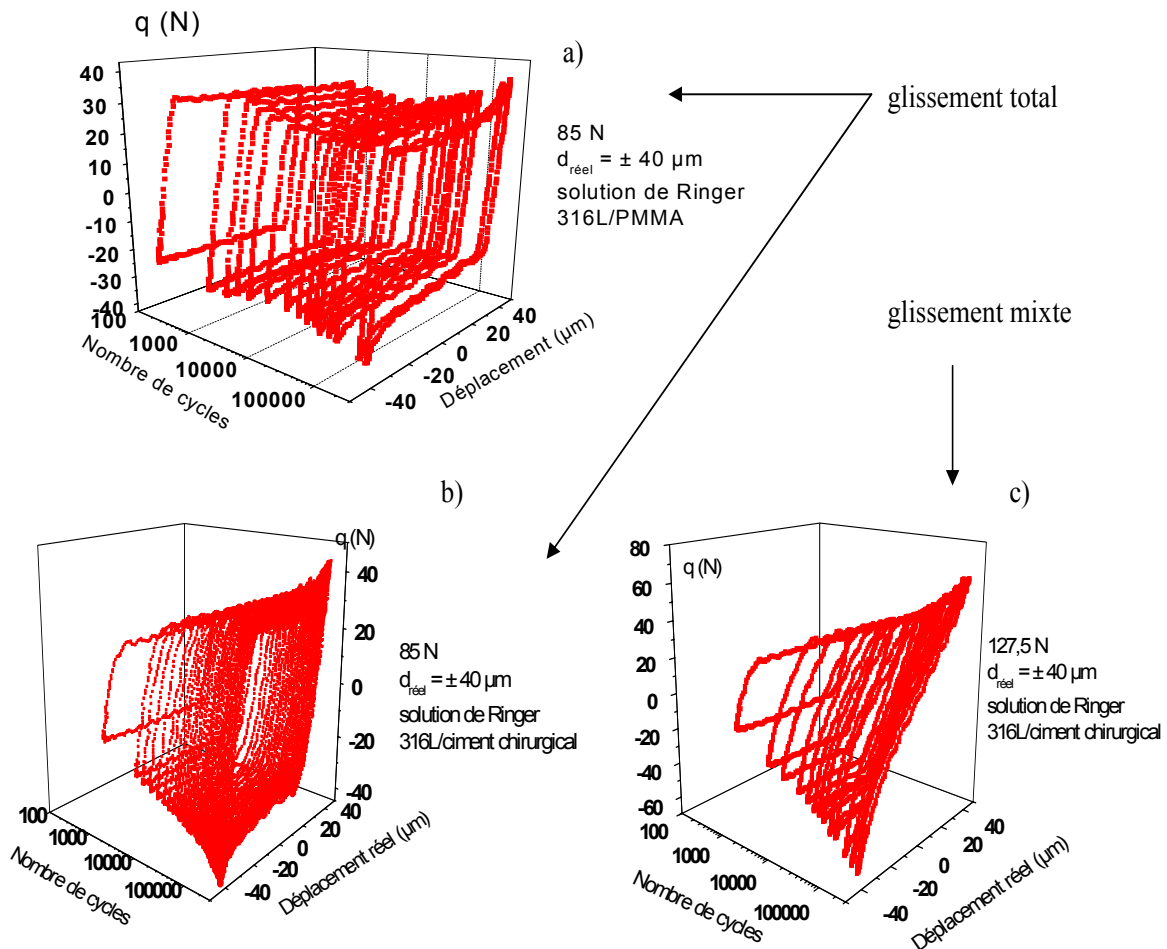 q (N)
a)
40
30
20
10
0
-10
-20
-30
-40
100
1000
10000
100000
Nombre de cycles
-40
-20
0
20
40
Déplacement (µm)
85 N
d_réel = ± 40 µm
solution de Ringer
316L/PMMA
glissement total
glissement mixte
b)
q (N)
40
20
0
-20
-40
100
1000
10000
100000
Nombre de cycles
-40
-20
0
20
40
Déplacement réel (µm)
85 N
d_réel = ± 40 µm
solution de Ringer
316L/ciment chirurgical
c)
q (N)
80
60
40
20
0
-20
-40
-60
100
1000
10000
100000
Nombre de cycles
-40
-20
0
20
40
Déplacement réel (µm)
127,5 N
d_réel = ± 40 µm
solution de Ringer
316L/ciment chirurgical